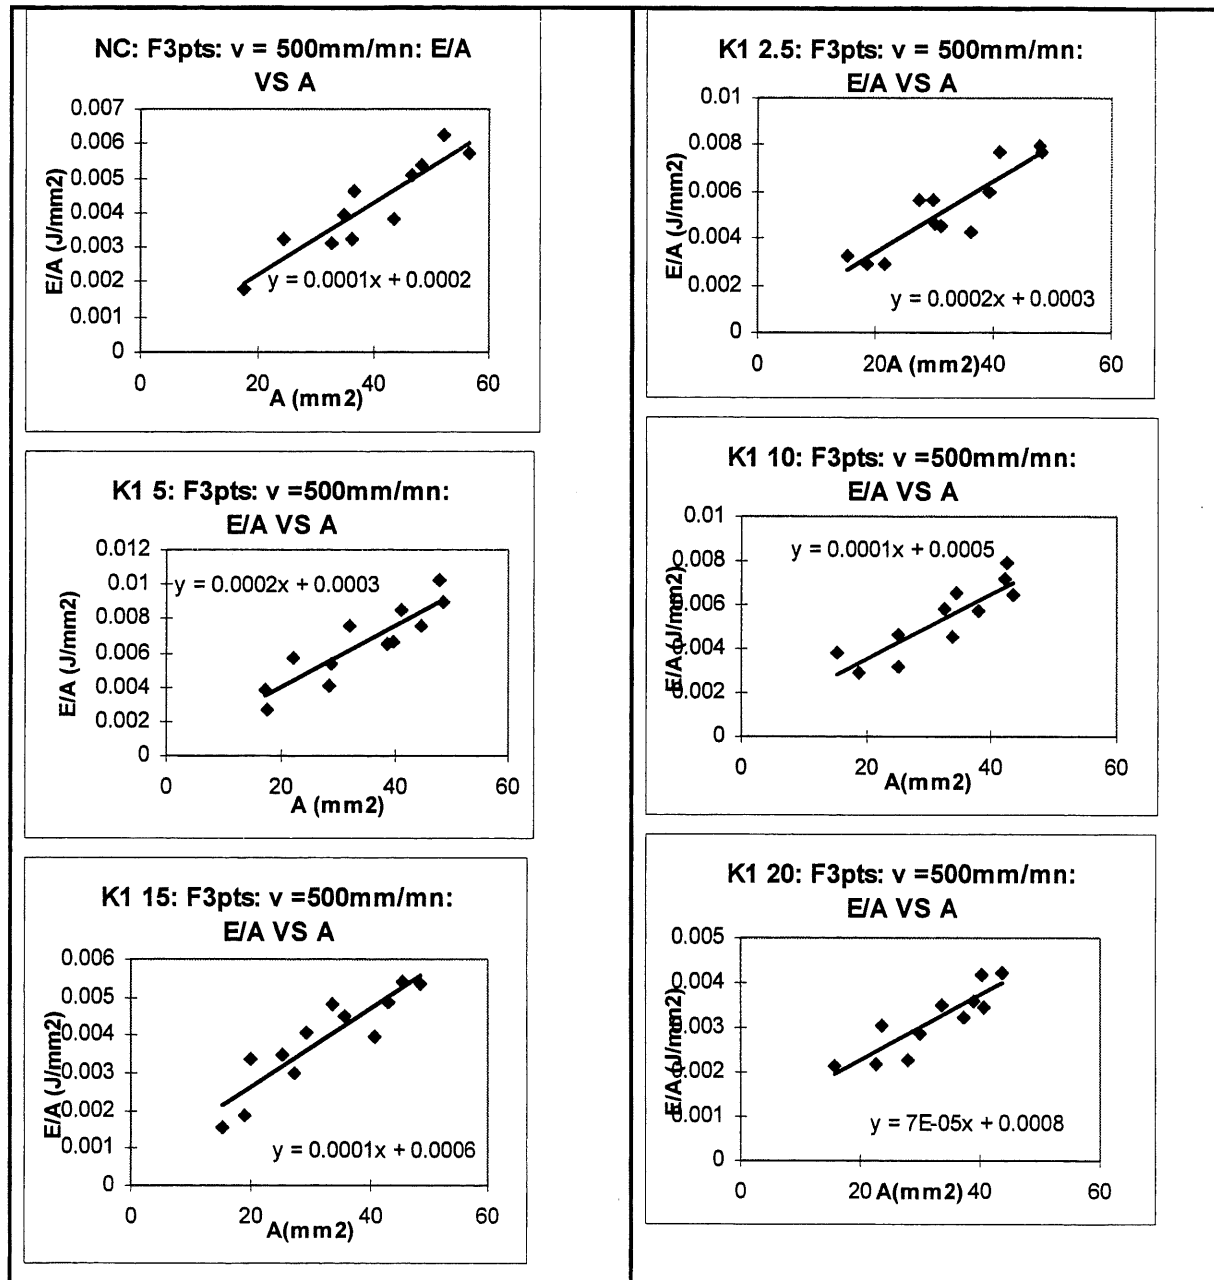 NC: F3pts: v = 500mm/mn: E/A
VS A
0.007
0.006
0.005
0.004
0.003
0.002
0.001
0
E/A (J/mm2)
y = 0.0001x + 0.0002
0
20
40
60
A (mm2)
K1 2.5: F3pts: v = 500mm/mn:
E/A VS A
0.01
0.008
0.006
0.004
0.002
0
E/A (J/mm2)
y = 0.0002x + 0.0003
0
20
40
60
A (mm2)
K1 5: F3pts: v =500mm/mn:
E/A VS A
0.012
0.01
0.008
0.006
0.004
0.002
0
E/A (J/mm2)
y = 0.0002x + 0.0003
0
20
40
60
A (mm2)
K1 10: F3pts: v =500mm/mn:
E/A VS A
0.01
0.008
0.006
0.004
0.002
0
E/A (J/mm2)
y = 0.0001x + 0.0005
0
20
40
60
A(mm2)
K1 15: F3pts: v =500mm/mn:
E/A VS A
0.006
0.005
0.004
0.003
0.002
0.001
0
E/A (J/mm2)
y = 0.0001x + 0.0006
0
20
40
60
A(mm2)
K1 20: F3pts: v =500mm/mn:
E/A VS A
0.005
0.004
0.003
0.002
0.001
0
E/A (J/mm2)
y = 7E-05x + 0.0008
0
20
40
60
A(mm2)